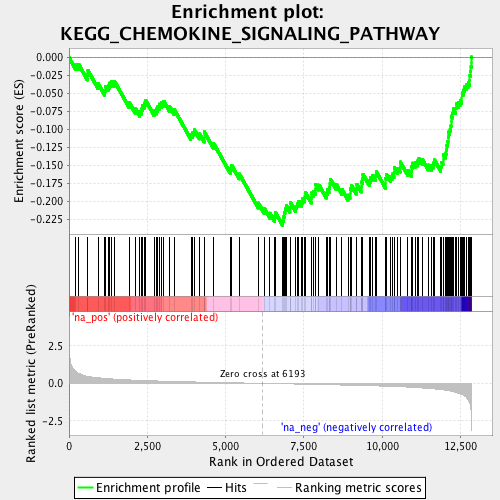 Enrichment plot:
KEGG_CHEMOKINE_SIGNALING_PATHWAY
Enrichment score (ES)
0.000
-0.025
-0.050
-0.075
-0.100
-0.125
-0.150
-0.175
-0.200
-0.225
'na_pos' (positively correlated)
Ranked list metric (PreRanked)
2.5
0.0
-2.5
Zero cross at 6193
'na_neg' (negatively correlated)
0
2,500
5,000
7,500
10,000
12,500
Rank in Ordered Dataset
Enrichment profile
Hits
Ranking metric scores